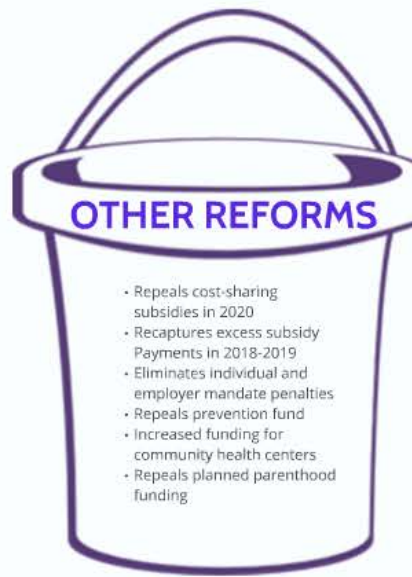 OTHER REFORMS
• Repeals cost-sharing
subsidies in 2020
• Recaptures excess subsidy
Payments in 2018-2019
• Eliminates individual and
employer mandate penalties
• Repeals prevention fund
• Increased funding for
community health centers
• Repeals planned parenthood
funding